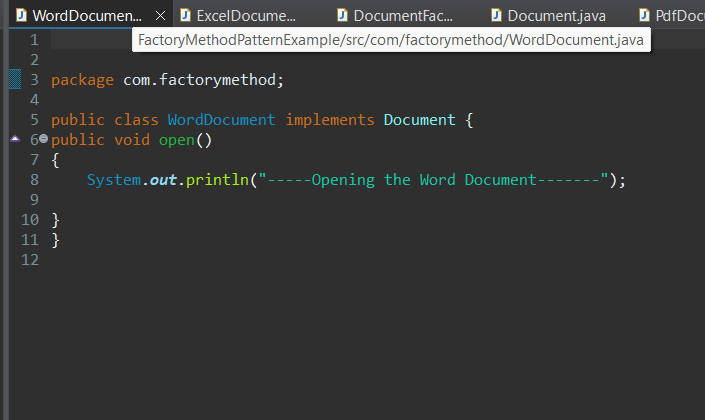 WordDocumen... ExcelDocume... DocumentFac... Document.java PdfDocu
FactoryMethodPatternExample/src/com/factorymethod/WordDocument.java
1
2
3 package com.factorymethod;
4
5 public class WordDocument implements Document {
6 public void open()
7 {
8 System.out.println("-----Opening the Word Document-------");
9
10 }
11 }
12